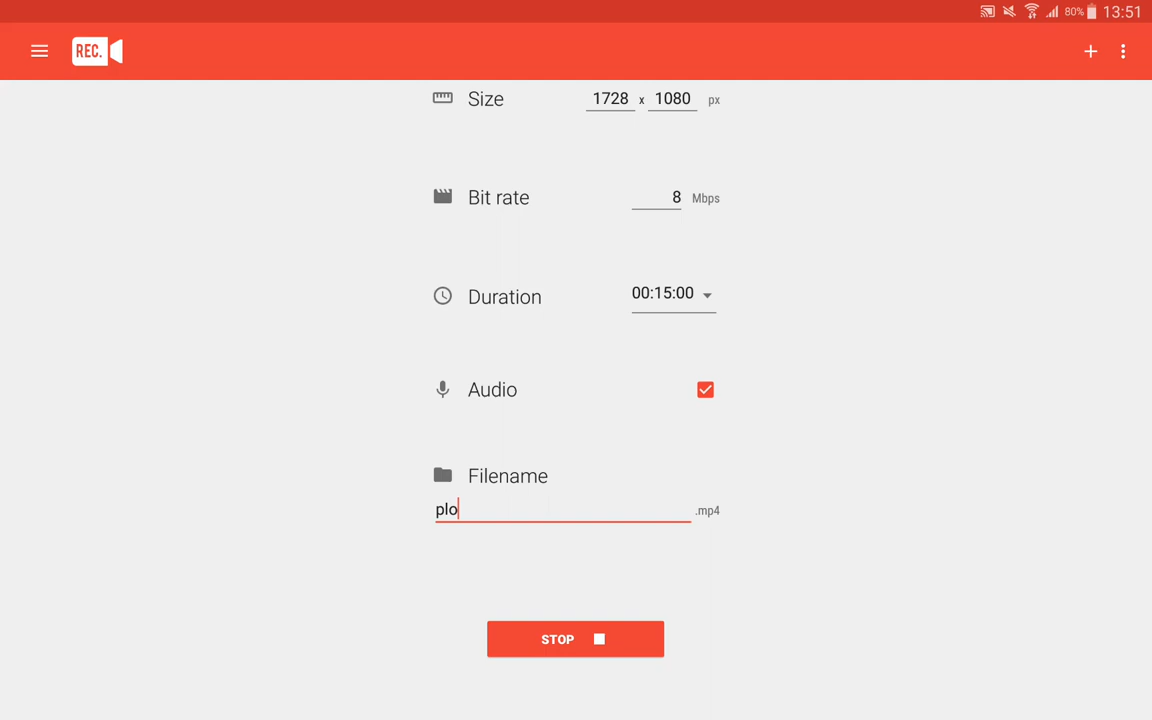 80% 13:51
REC.
Size 1728 x 1080 px
Bit rate 8 Mbps
Duration 00:15:00
Audio
Filename
plo .mp4
STOP